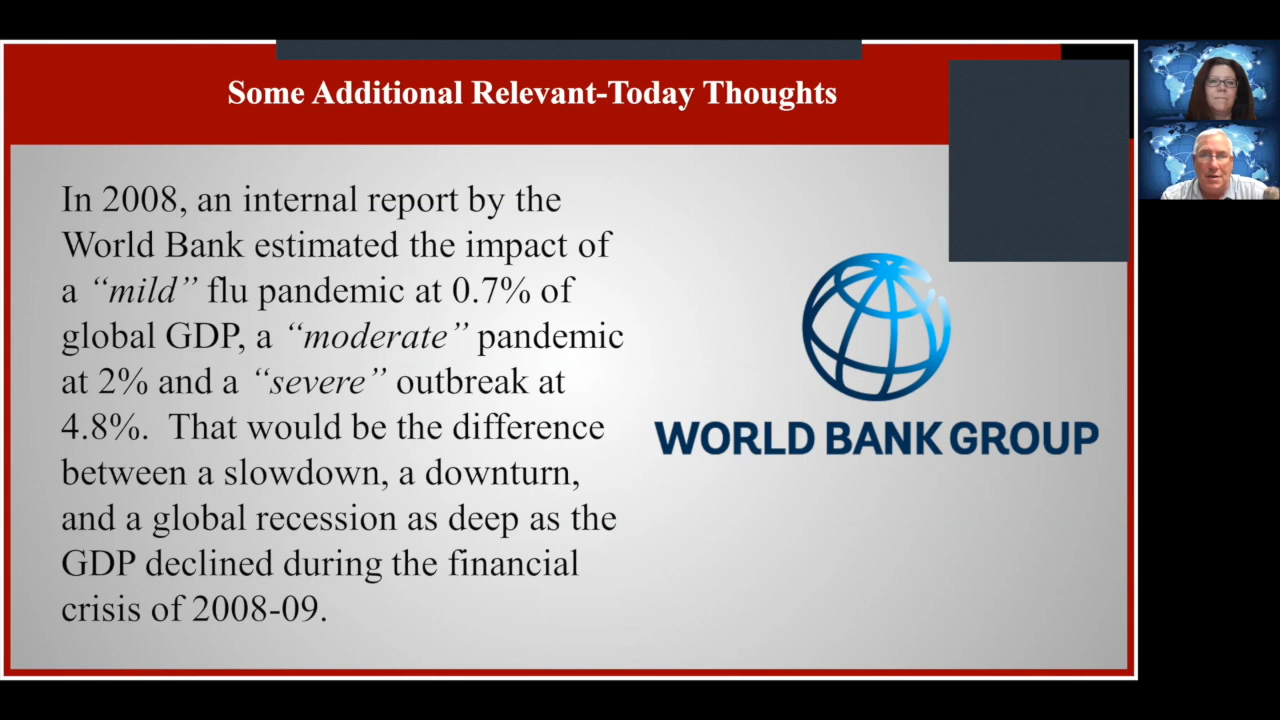 Some Additional Relevant-Today Thoughts
In 2008, an internal report by the
World Bank estimated the impact of
a “mild” flu pandemic at 0.7% of
global GDP, a “moderate” pandemic
at 2% and a “severe” outbreak at
4.8%.  That would be the difference
between a slowdown, a downturn,
and a global recession as deep as the
GDP declined during the financial
crisis of 2008-09.
WORLD BANK GROUP